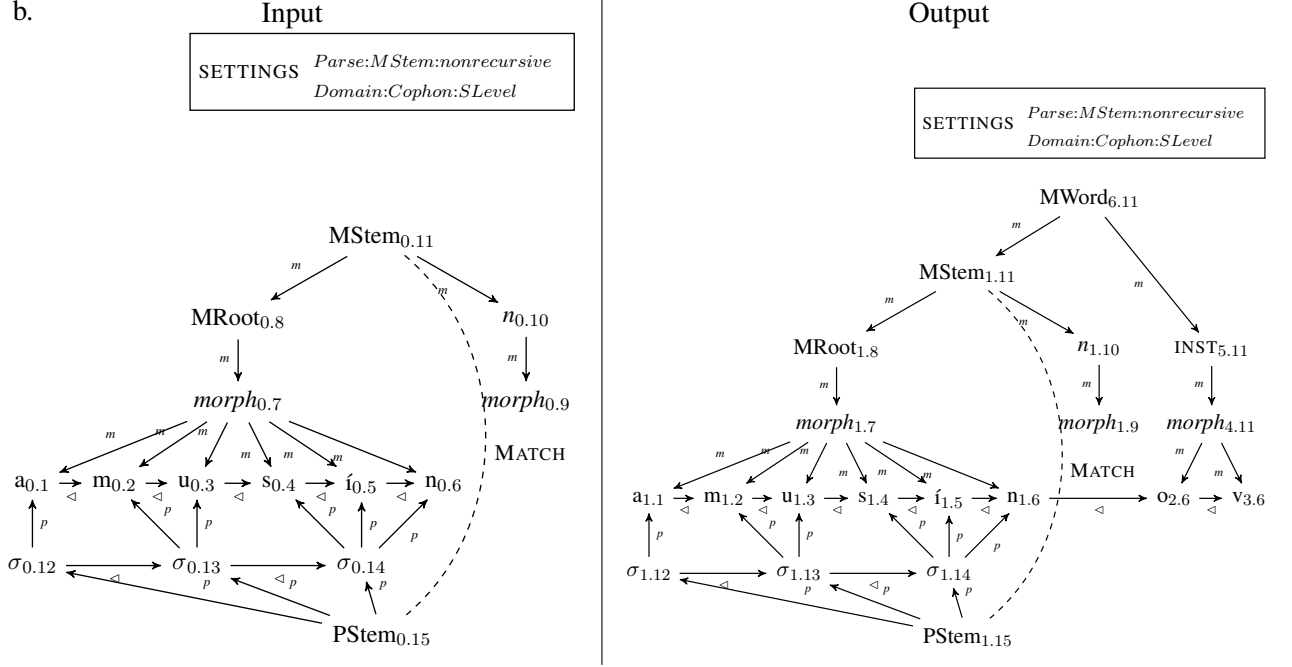 b.
Input
SETTINGS Parse:MStem:nonrecursive
Domain:Cophon:SLevel
MStem0.11
m
m
MRoot0.8
n0.10
m
m
morph0.7
morph0.9
m m m m m m
MATCH
a0.1 ◁ m0.2 ◁ u0.3 ◁ s0.4 ◁ í0.5 ◁ n0.6
p p p p p
σ0.12 ◁ σ0.13 ◁ σ0.14
p p
PStem0.15
Output
SETTINGS Parse:MStem:nonrecursive
Domain:Cophon:SLevel
MWord6.11
m
MStem1.11
m
m
m
MRoot1.8
n1.10
INST5.11
m
m
m
morph1.7
morph1.9
morph4.11
m m m m m m m m
MATCH
a1.1 ◁ m1.2 ◁ u1.3 ◁ s1.4 ◁ í1.5 ◁ n1.6 ◁ o2.6 ◁ v3.6
p p p p p
σ1.12 ◁ σ1.13 ◁ σ1.14
p p
PStem1.15